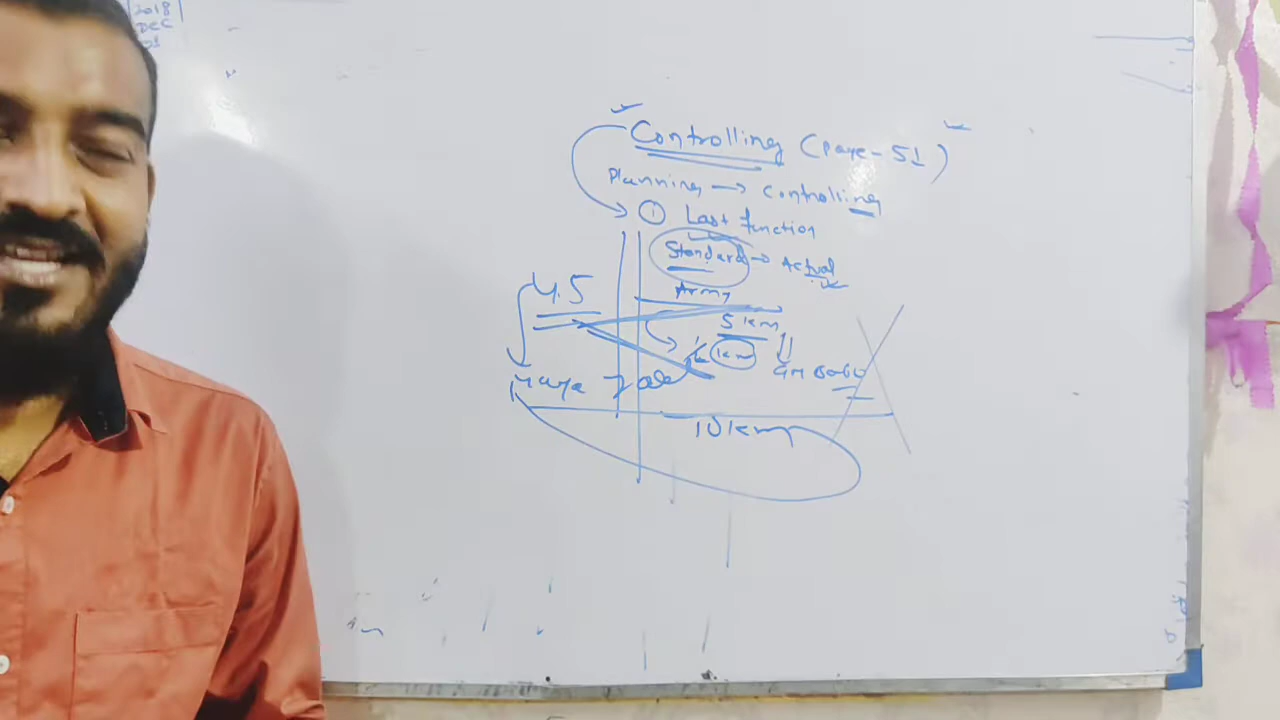 2018
DEC
01
Controlling (Page-51)
Planning → Controlling
① Last function
Standard → Actual
Army
4.5
5 km
km
10 km